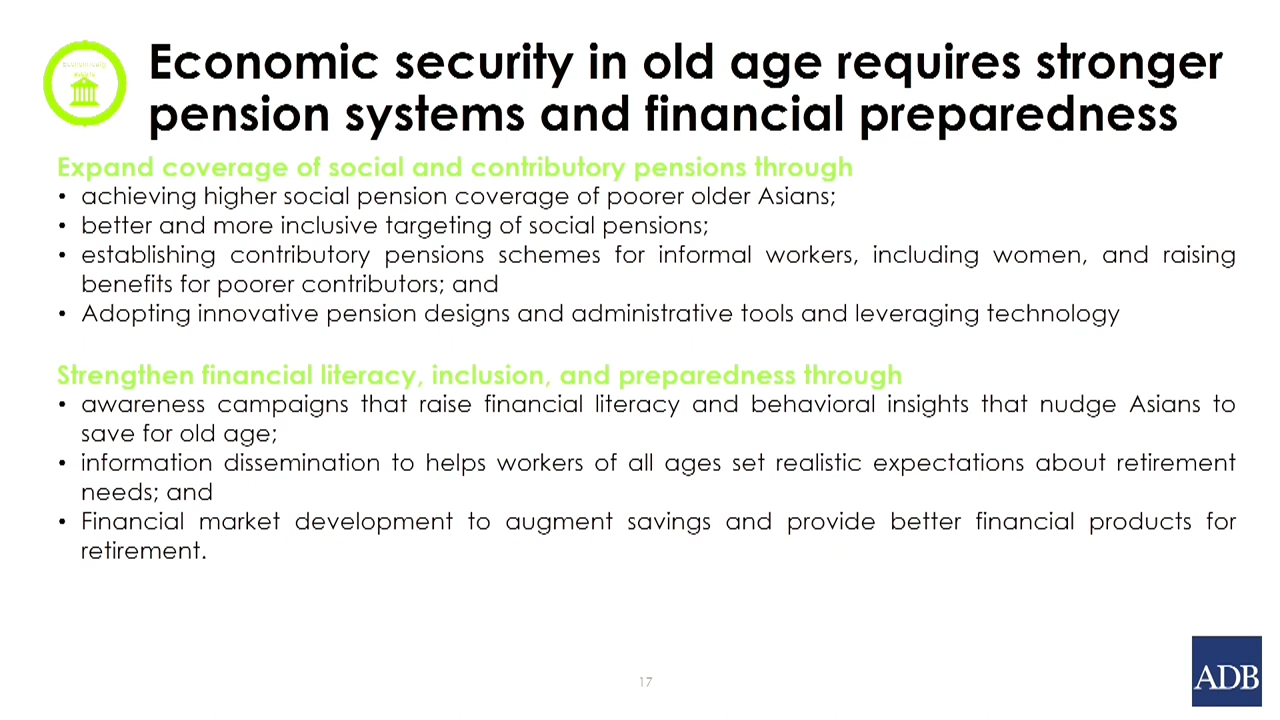 Economic security in old age requires stronger
pension systems and financial preparedness
Expand coverage of social and contributory pensions through
• achieving higher social pension coverage of poorer older Asians;
• better and more inclusive targeting of social pensions;
• establishing contributory pensions schemes for informal workers, including women, and raising
benefits for poorer contributors; and
• Adopting innovative pension designs and administrative tools and leveraging technology
Strengthen financial literacy, inclusion, and preparedness through
• awareness campaigns that raise financial literacy and behavioral insights that nudge Asians to
save for old age;
• information dissemination to helps workers of all ages set realistic expectations about retirement
needs; and
• Financial market development to augment savings and provide better financial products for
retirement.
17
ADB